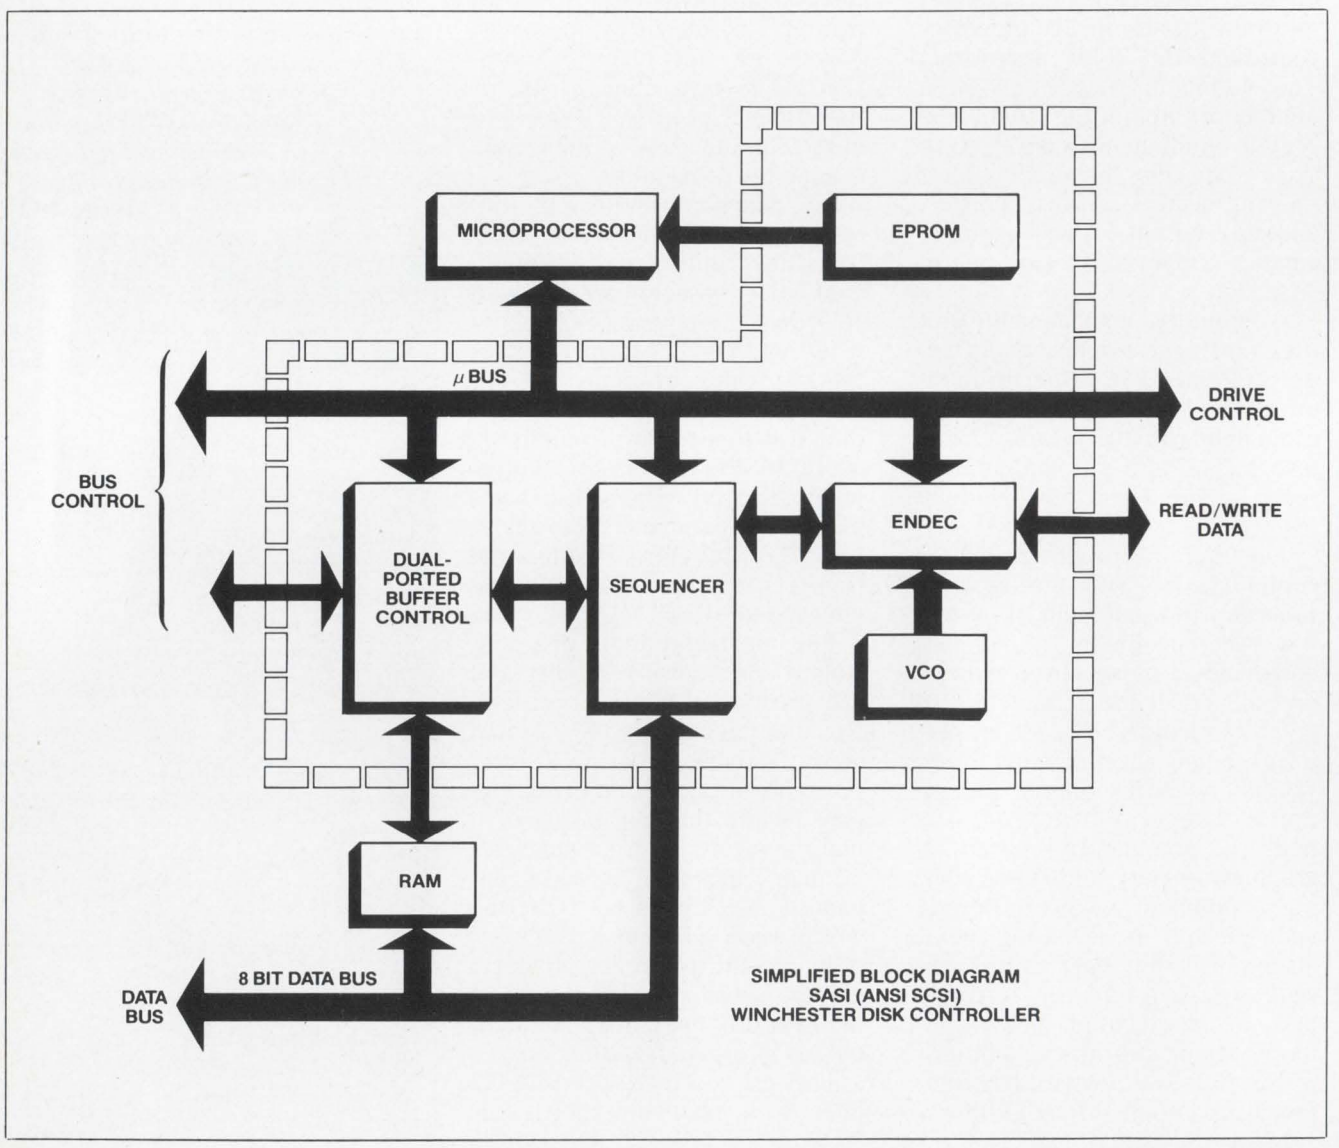 MICROPROCESSOR
EPROM
μ BUS
DRIVE
CONTROL
BUS
CONTROL
DUAL-
PORTED
BUFFER
CONTROL
SEQUENCER
ENDEC
READ/WRITE
DATA
VCO
RAM
8 BIT DATA BUS
DATA
BUS
SIMPLIFIED BLOCK DIAGRAM
SASI (ANSI SCSI)
WINCHESTER DISK CONTROLLER